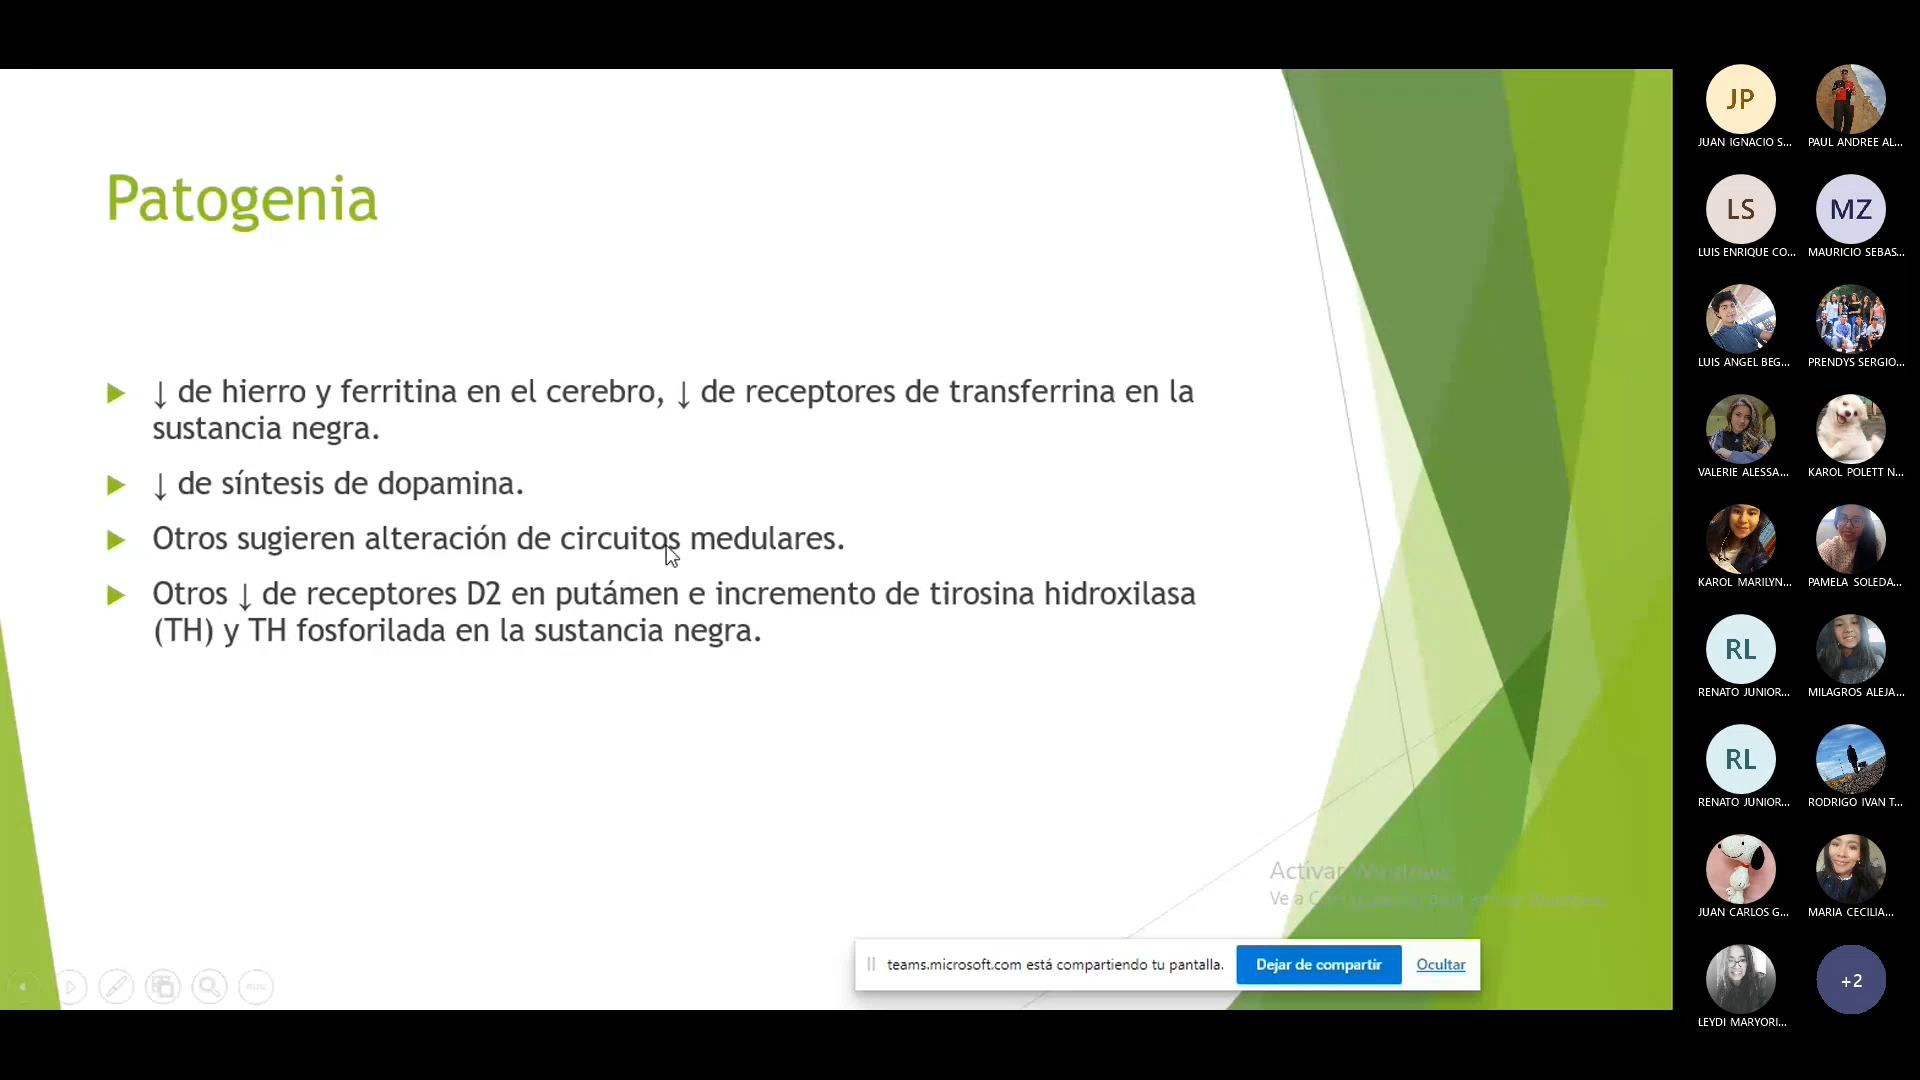 Patogenia
↓ de hierro y ferritina en el cerebro, ↓ de receptores de transferrina en la
sustancia negra.
↓ de síntesis de dopamina.
Otros sugieren alteración de circuitos medulares.
Otros ↓ de receptores D2 en putámen e incremento de tirosina hidroxilasa
(TH) y TH fosforilada en la sustancia negra.
Activar Windows
Ve a
teams.microsoft.com está compartiendo tu pantalla.
Dejar de compartir
Ocultar
JP
JUAN IGNACIO S...
PAUL ANDREE AL...
LS
LUIS ENRIQUE CO...
MZ
MAURICIO SEBAS...
LUIS ANGEL BEG...
PRENDYS SERGIO...
VALERIE ALESSA...
KAROL POLETT N...
KAROL MARILYN...
PAMELA SOLEDA...
RL
RENATO JUNIOR...
MILAGROS ALEJA...
RL
RENATO JUNIOR...
RODRIGO IVAN T...
JUAN CARLOS G...
MARIA CECILIA...
LEYDI MARYORI...
+2